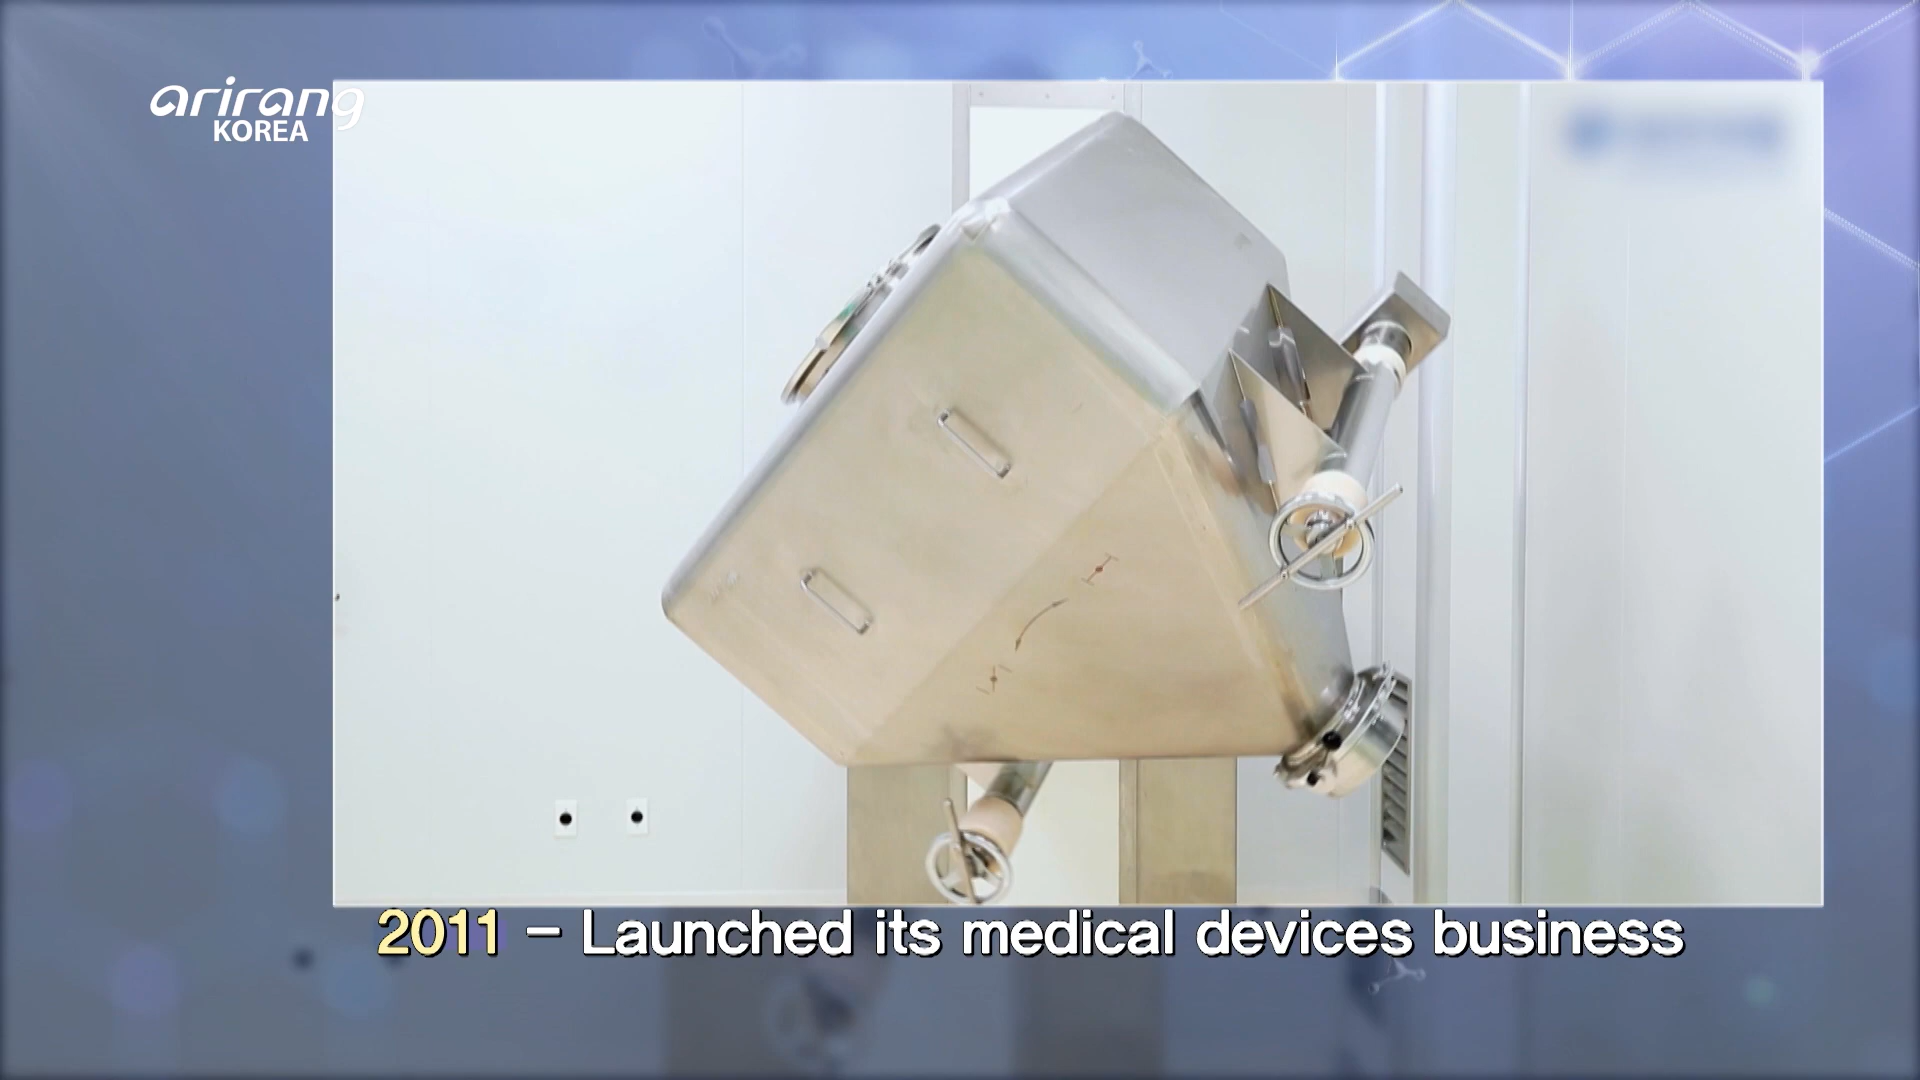 arirang
KOREA
2011 – Launched its medical devices business